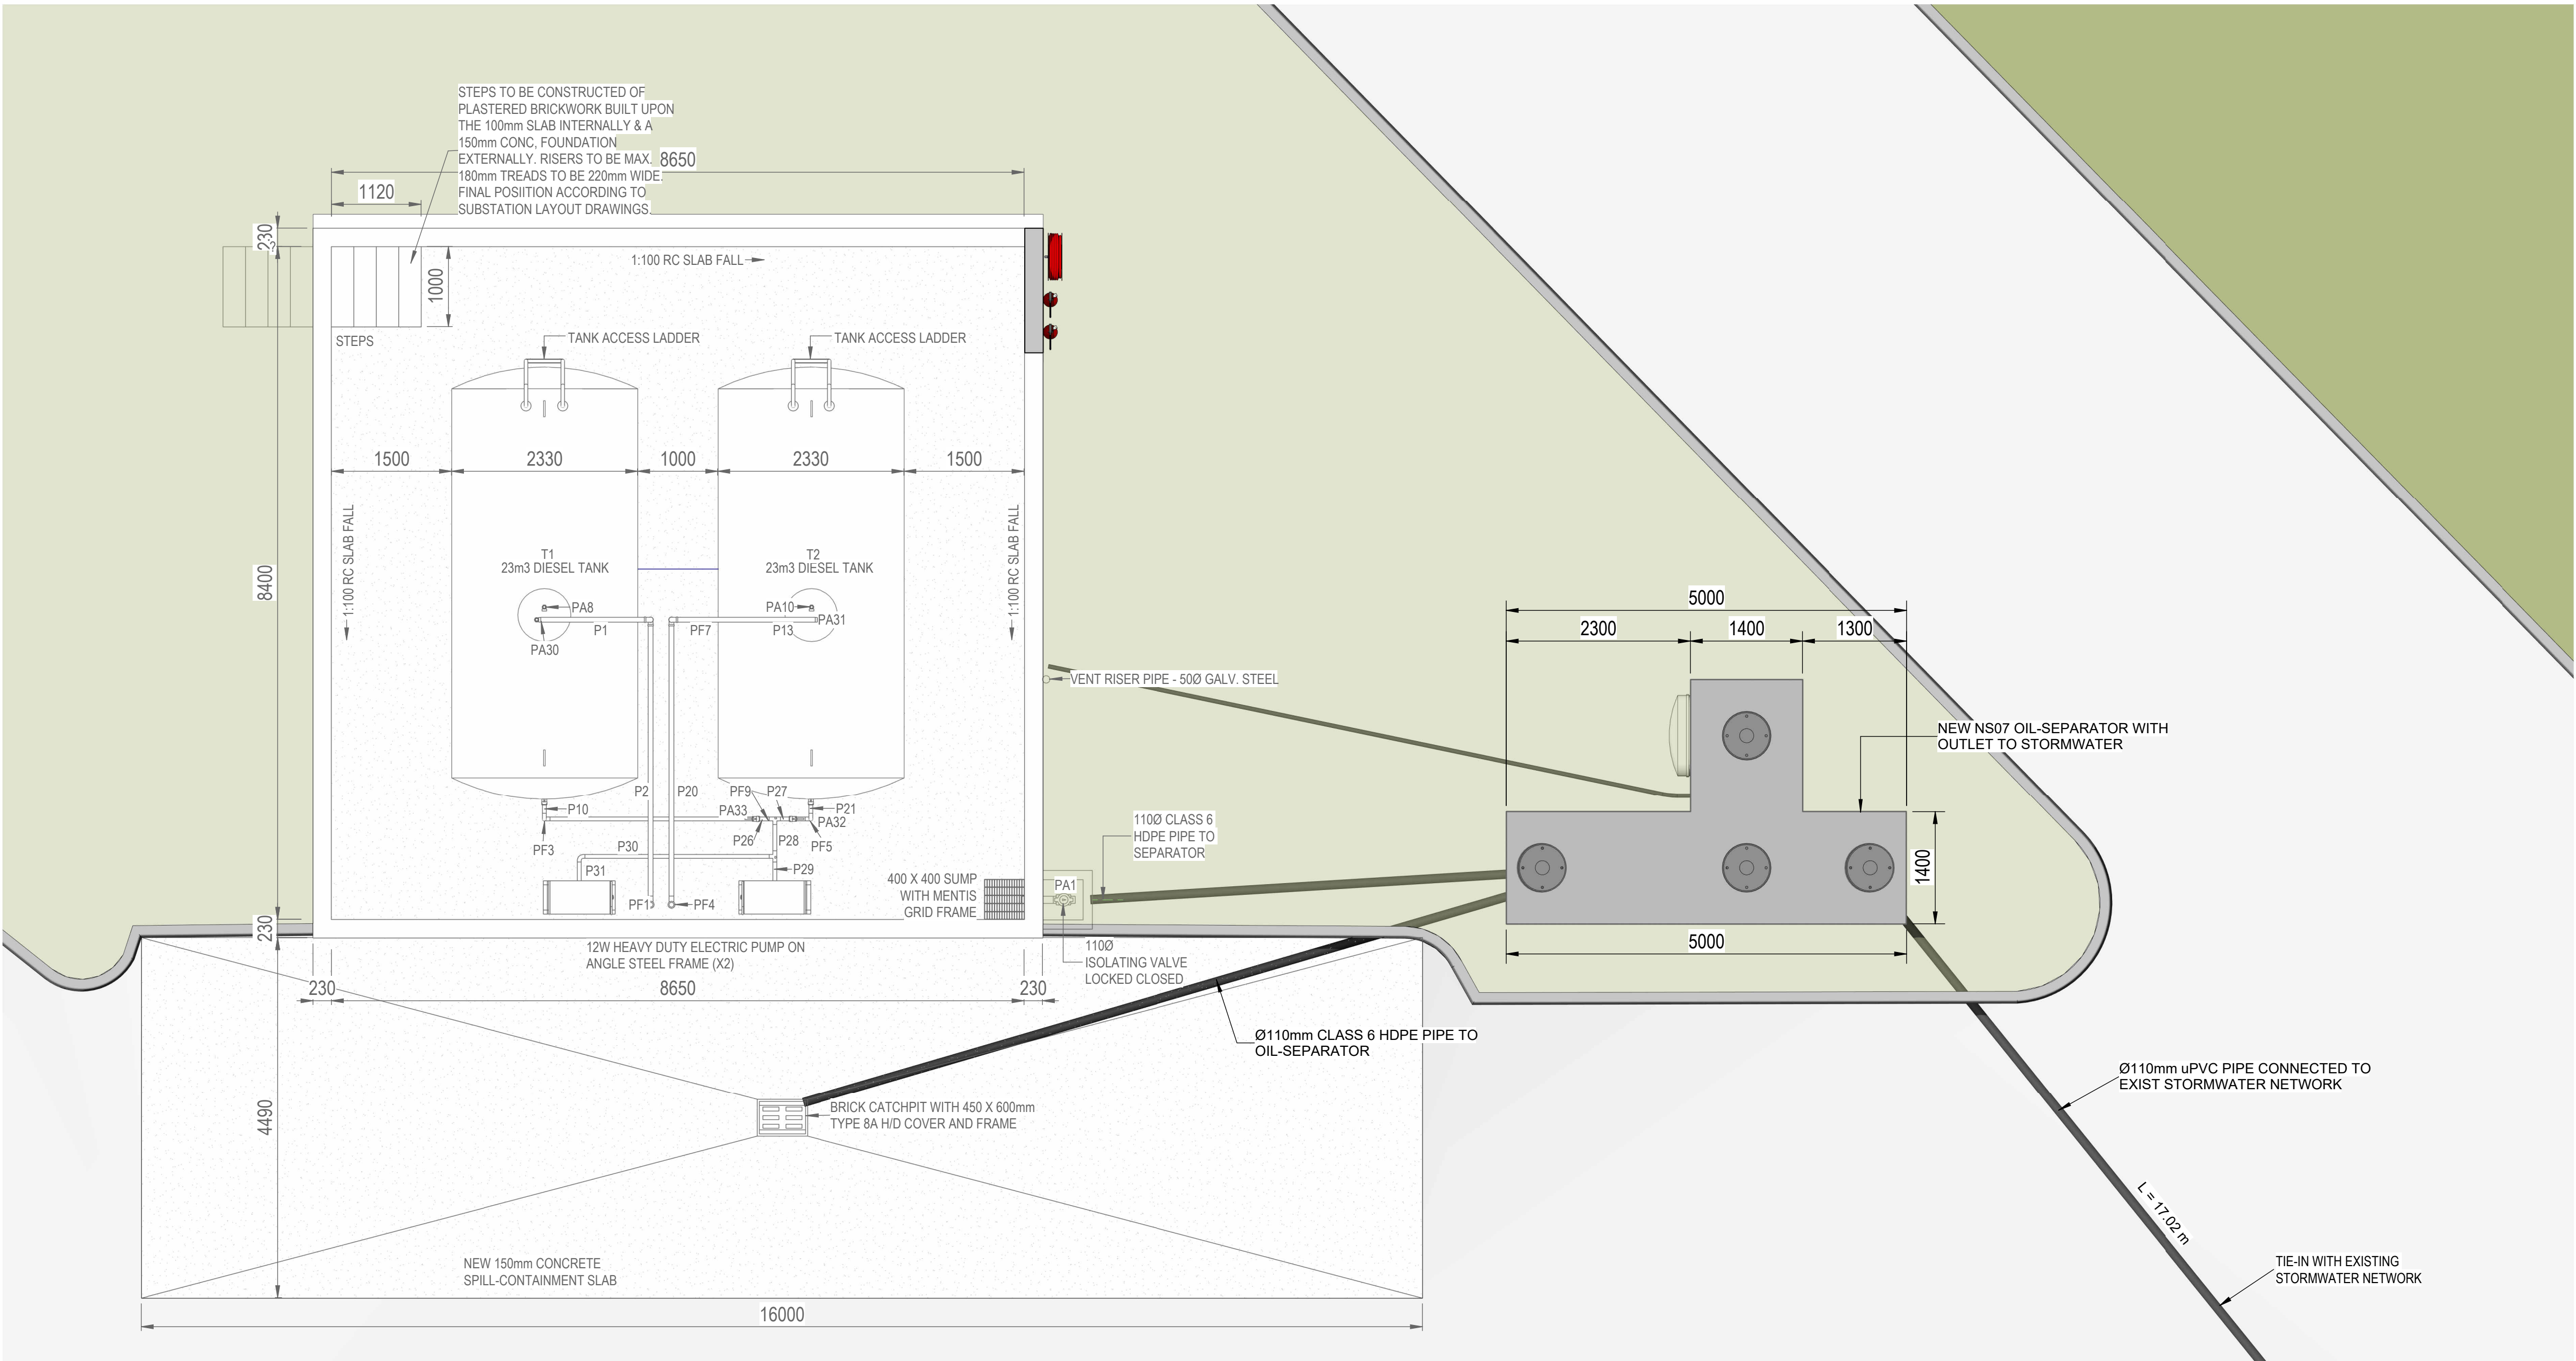 STEPS TO BE CONSTRUCTED OF
PLASTERED BRICKWORK BUILT UPON
THE 100mm SLAB INTERNALLY & A
150mm CONC, FOUNDATION
EXTERNALLY. RISERS TO BE MAX.
180mm TREADS TO BE 220mm WIDE.
FINAL POSIITION ACCORDING TO
SUBSTATION LAYOUT DRAWINGS.
8650
1120
230
?
1000
1:100 RC SLAB FALL
STEPS
TANK ACCESS LADDER
TANK ACCESS LADDER
1500
2330
1000
2330
1500
1:100 RC SLAB FALL
1:100 RC SLAB FALL
8400
T1
23m3 DIESEL TANK
T2
23m3 DIESEL TANK
PA8
PA10
PA31
P1
PF7
P13
PA30
VENT RISER PIPE - 50Ø GALV. STEEL
5000
2300
1400
1300
NEW NS07 OIL-SEPARATOR WITH
OUTLET TO STORMWATER
1400
5000
P2
P20
PF9
P27
P10
PA33
P21
PA32
PF3
P26
P28
PF5
P30
P31
P29
PF1
PF4
400 X 400 SUMP
WITH MENTIS
GRID FRAME
PA1
110Ø CLASS 6
HDPE PIPE TO
SEPARATOR
230
12W HEAVY DUTY ELECTRIC PUMP ON
ANGLE STEEL FRAME (X2)
110Ø
ISOLATING VALVE
LOCKED CLOSED
230
8650
230
Ø110mm CLASS 6 HDPE PIPE TO
OIL-SEPARATOR
4490
BRICK CATCHPIT WITH 450 X 600mm
TYPE 8A H/D COVER AND FRAME
Ø110mm uPVC PIPE CONNECTED TO
EXIST STORMWATER NETWORK
L = 17.02 m
NEW 150mm CONCRETE
SPILL-CONTAINMENT SLAB
TIE-IN WITH EXISTING
STORMWATER NETWORK
16000